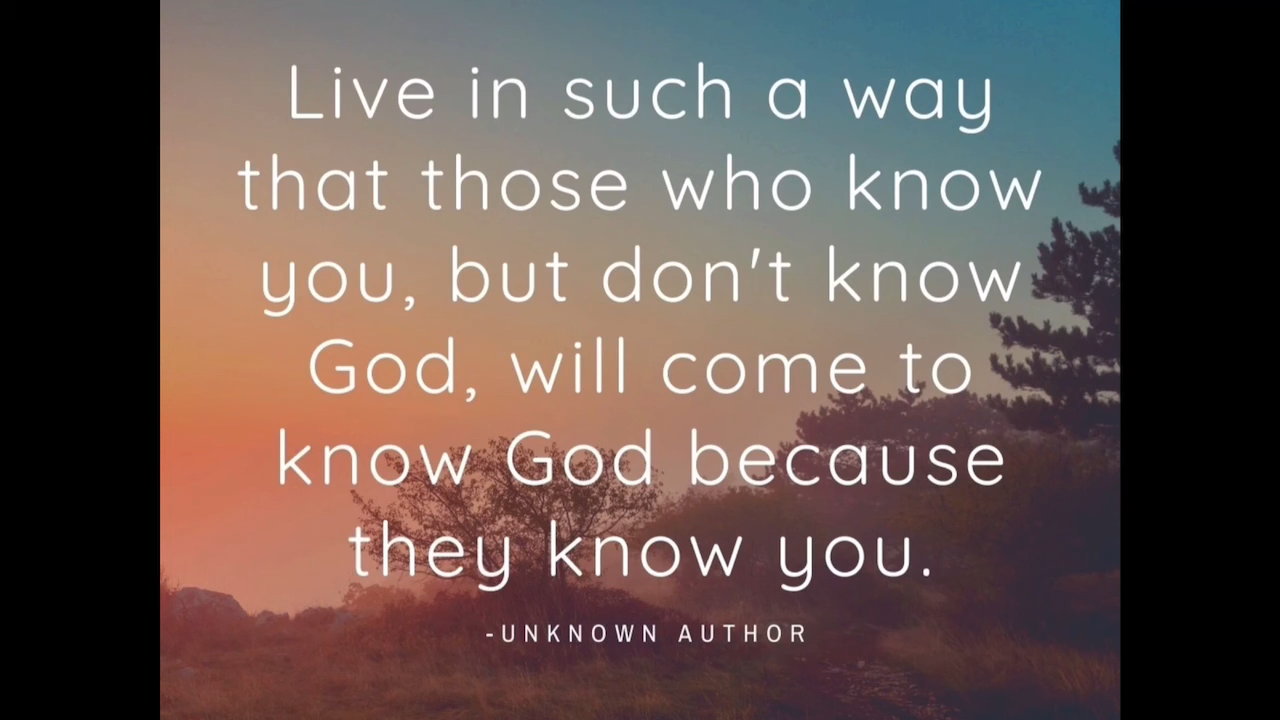 Live in such a way
that those who know
you, but don't know
God, will come to
know God because
they know you.
-UNKNOWN AUTHOR